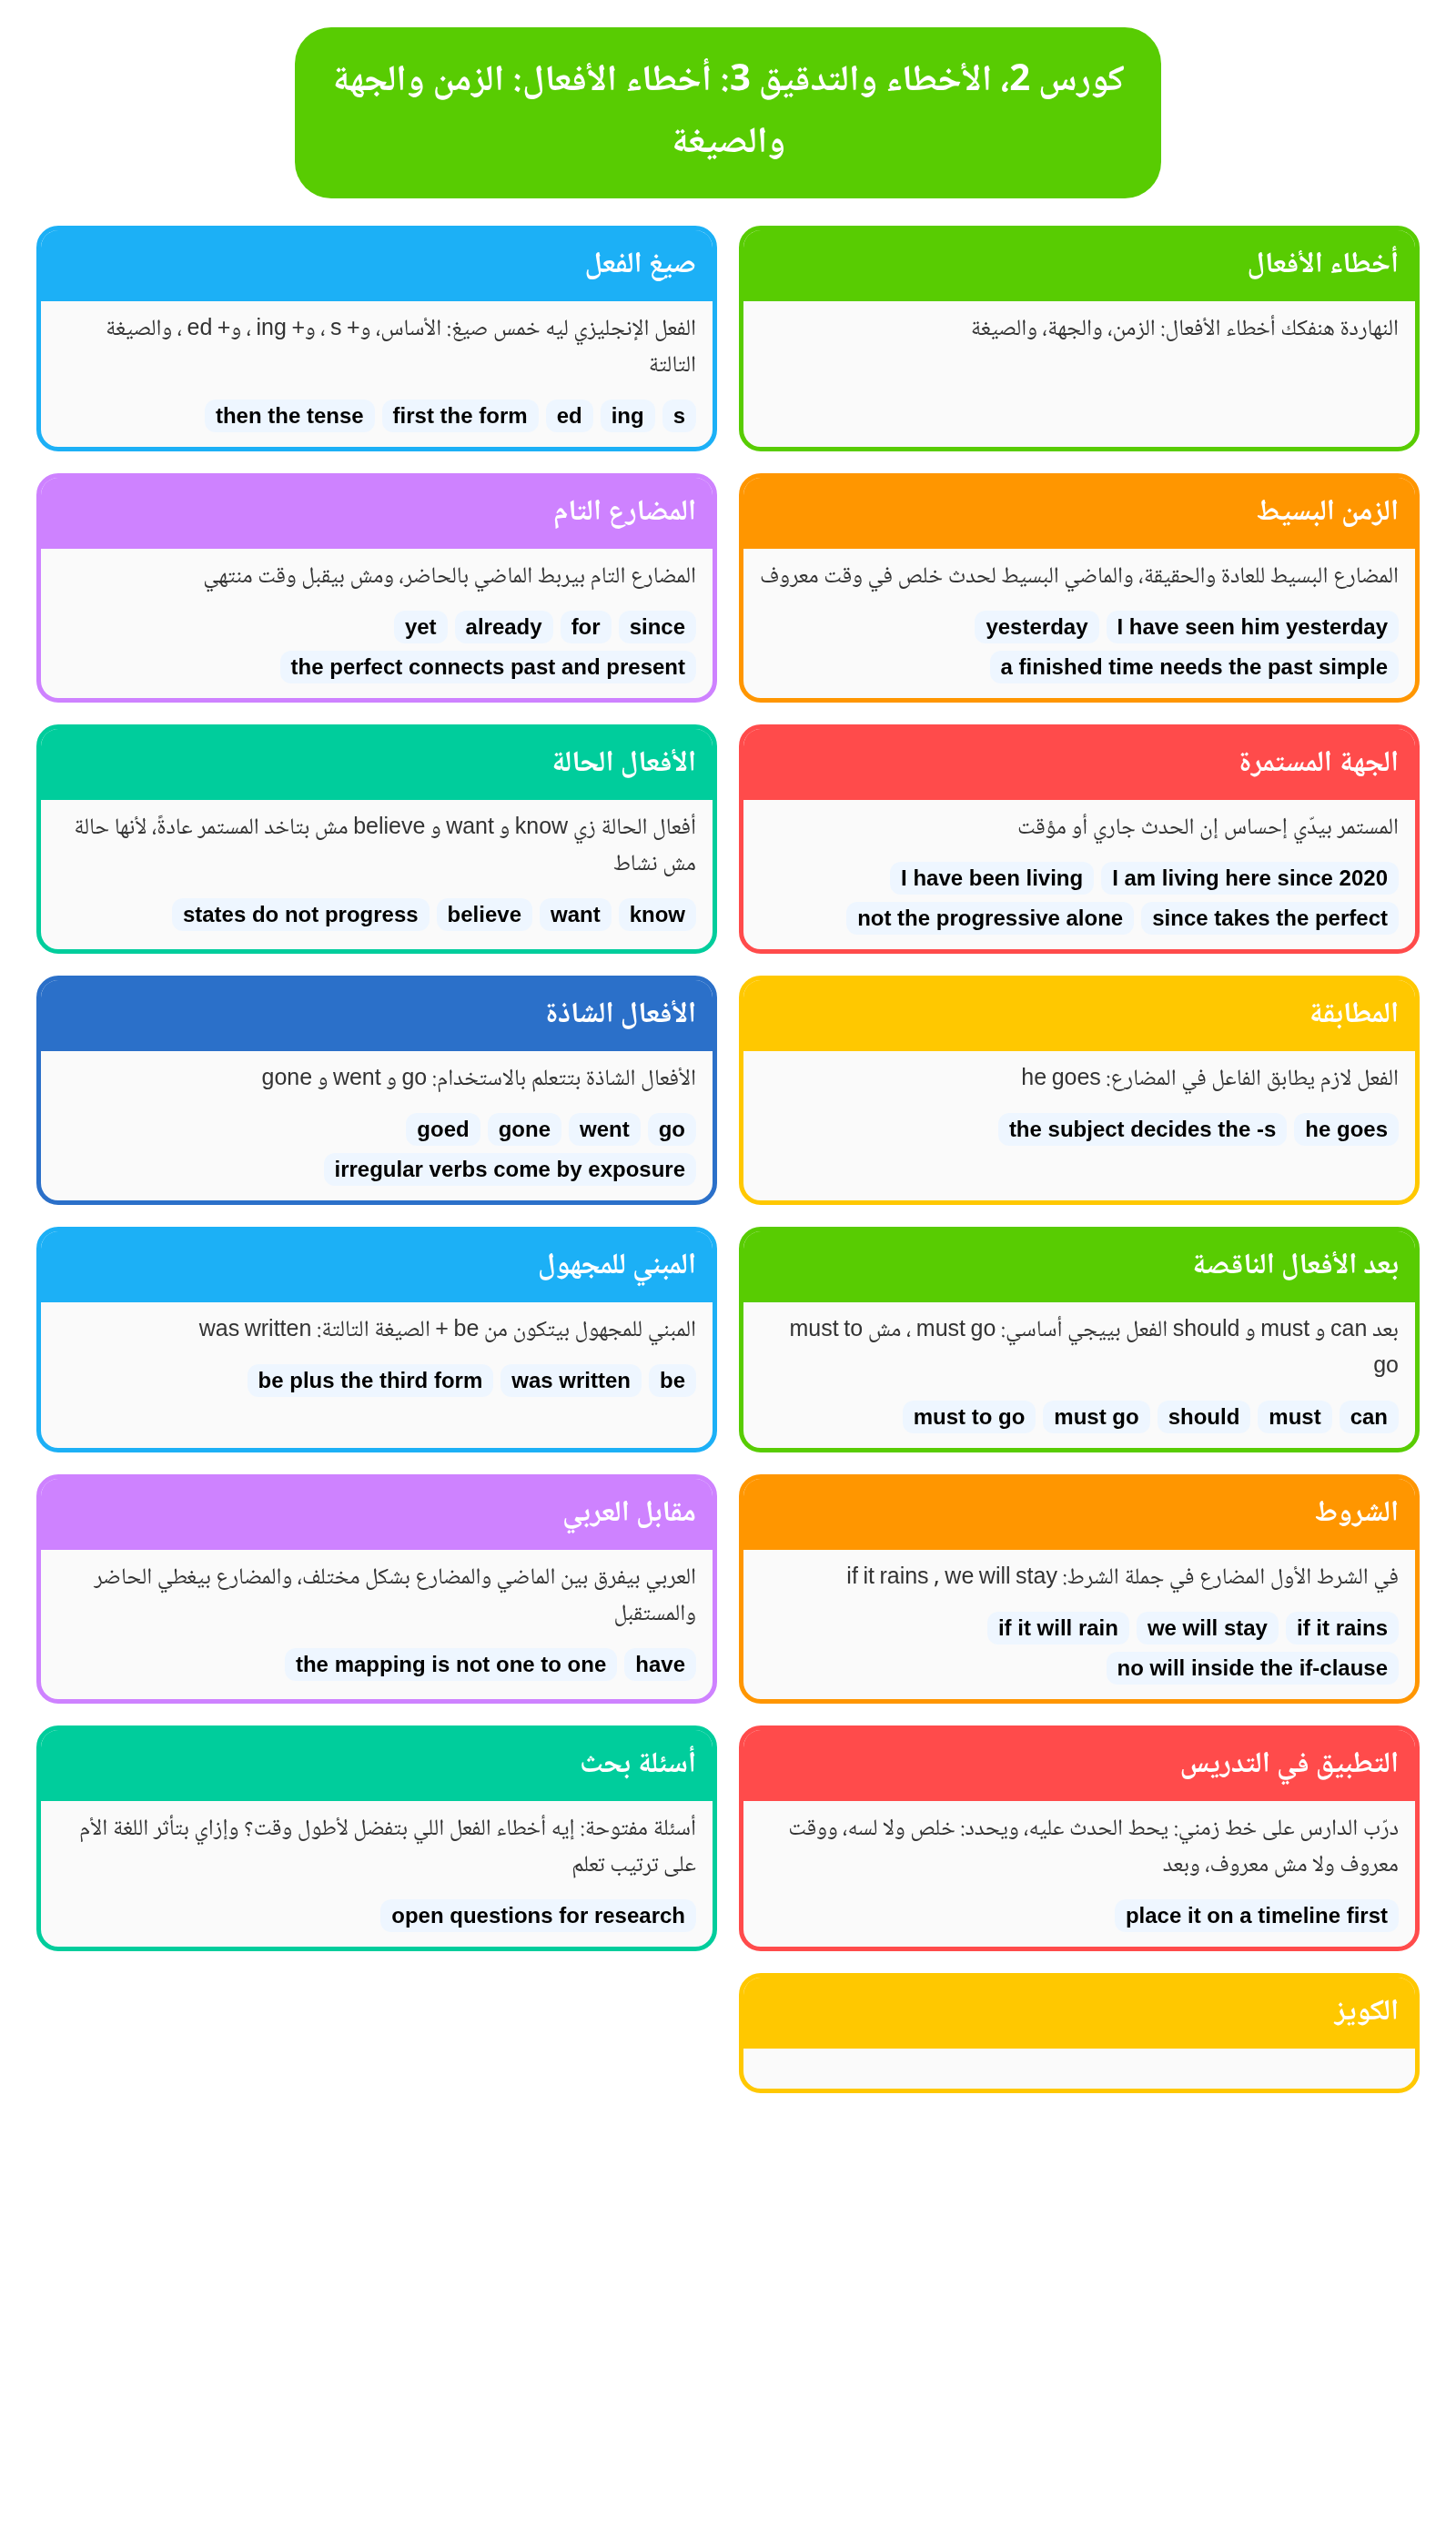 كورس 2، الأخطاء والتدقيق 3: أخطاء الأفعال: الزمن والجهة
والصيغة
أخطاء الأفعال
النهاردة هنفكك أخطاء الأفعال: الزمن، والجهة، والصيغة
صيغ الفعل
الفعل الإنجليزي ليه خمس صيغ: الأساس، و+ s ، و+ ing ، و+ ed ، والصيغة
التالتة
s ing ed first the form then the tense
الزمن البسيط
المضارع البسيط للعادة والحقيقة، والماضي البسيط لحدث خلص في وقت معروف
I have seen him yesterday yesterday
a finished time needs the past simple
المضارع التام
المضارع التام بيربط الماضي بالحاضر، ومش بيقبل وقت منتهي
since for already yet
the perfect connects past and present
الجهة المستمرة
المستمر بيدّي إحساس إن الحدث جاري أو مؤقت
I am living here since 2020 I have been living
since takes the perfect not the progressive alone
الأفعال الحالة
أفعال الحالة زي know و want و believe مش بتاخد المستمر عادةً، لأنها حالة
مش نشاط
know want believe states do not progress
المطابقة
الفعل لازم يطابق الفاعل في المضارع: he goes
he goes the subject decides the -s
الأفعال الشاذة
الأفعال الشاذة بتتعلم بالاستخدام: go و went و gone
go went gone goed
irregular verbs come by exposure
بعد الأفعال الناقصة
بعد can و must و should الفعل بييجي أساسي: must go ، مش must to
go
can must should must go must to go
المبني للمجهول
المبني للمجهول بيتكون من be + الصيغة التالتة: was written
be was written be plus the third form
الشروط
في الشرط الأول المضارع في جملة الشرط: if it rains , we will stay
if it rains we will stay if it will rain
no will inside the if-clause
مقابل العربي
العربي بيفرق بين الماضي والمضارع بشكل مختلف، والمضارع بيغطي الحاضر
والمستقبل
have the mapping is not one to one
التطبيق في التدريس
درّب الدارس على خط زمني: يحط الحدث عليه، ويحدد: خلص ولا لسه، ووقت
معروف ولا مش معروف، وبعد
place it on a timeline first
أسئلة بحث
أسئلة مفتوحة: إيه أخطاء الفعل اللي بتفضل لأطول وقت؟ وإزاي بتأثر اللغة الأم
على ترتيب تعلم
open questions for research
الكويز